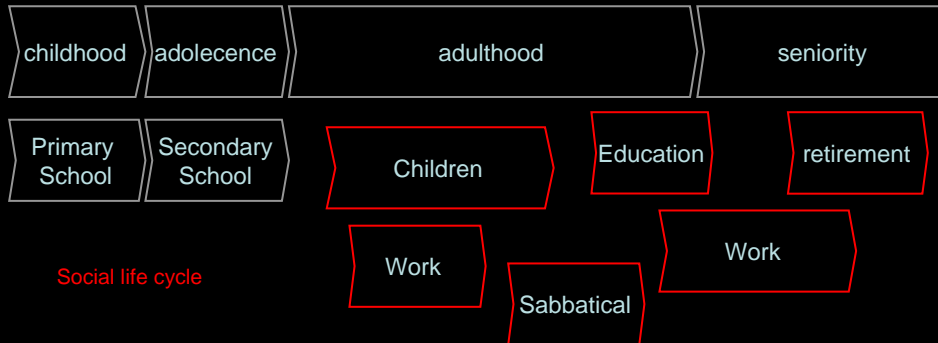 childhood
adolecence
adulthood
seniority
Primary
School
Secondary
School
Children
Education
retirement
Work
Work
Social life cycle
Sabbatical